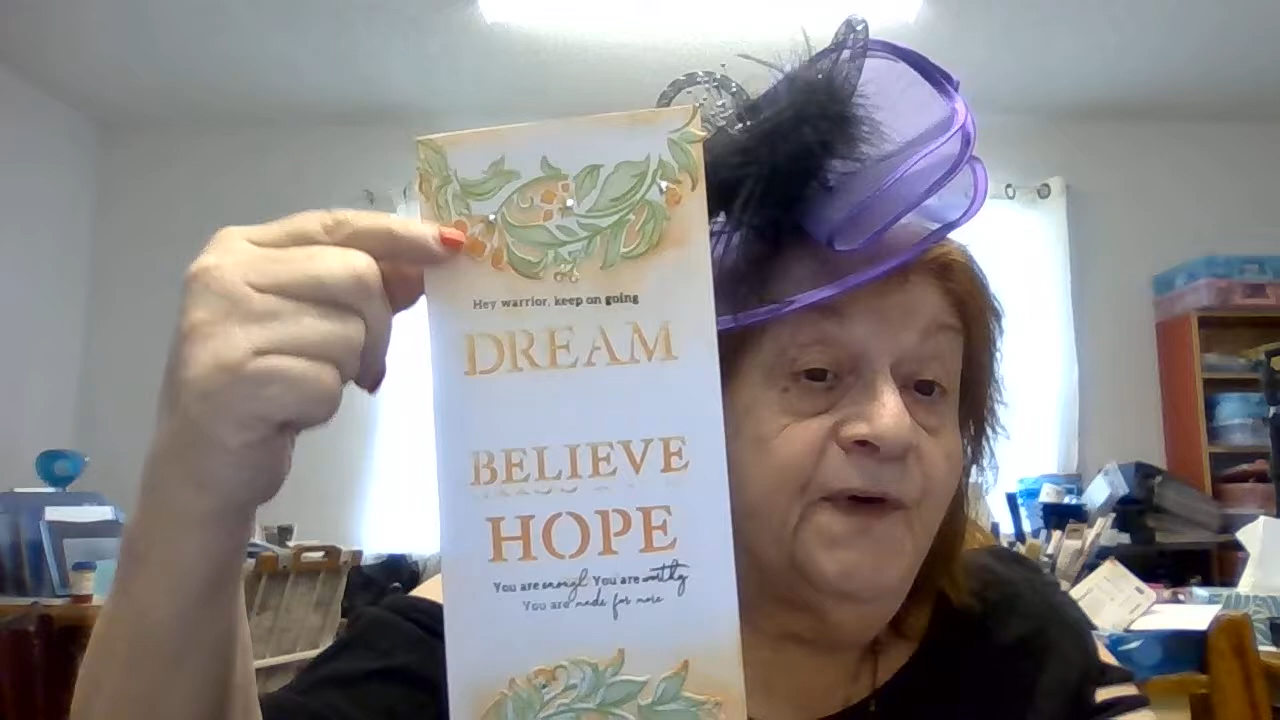 Hey warrior, keep on going
DREAM
BELIEVE
HOPE
You are enough You are worthy
You are made for more